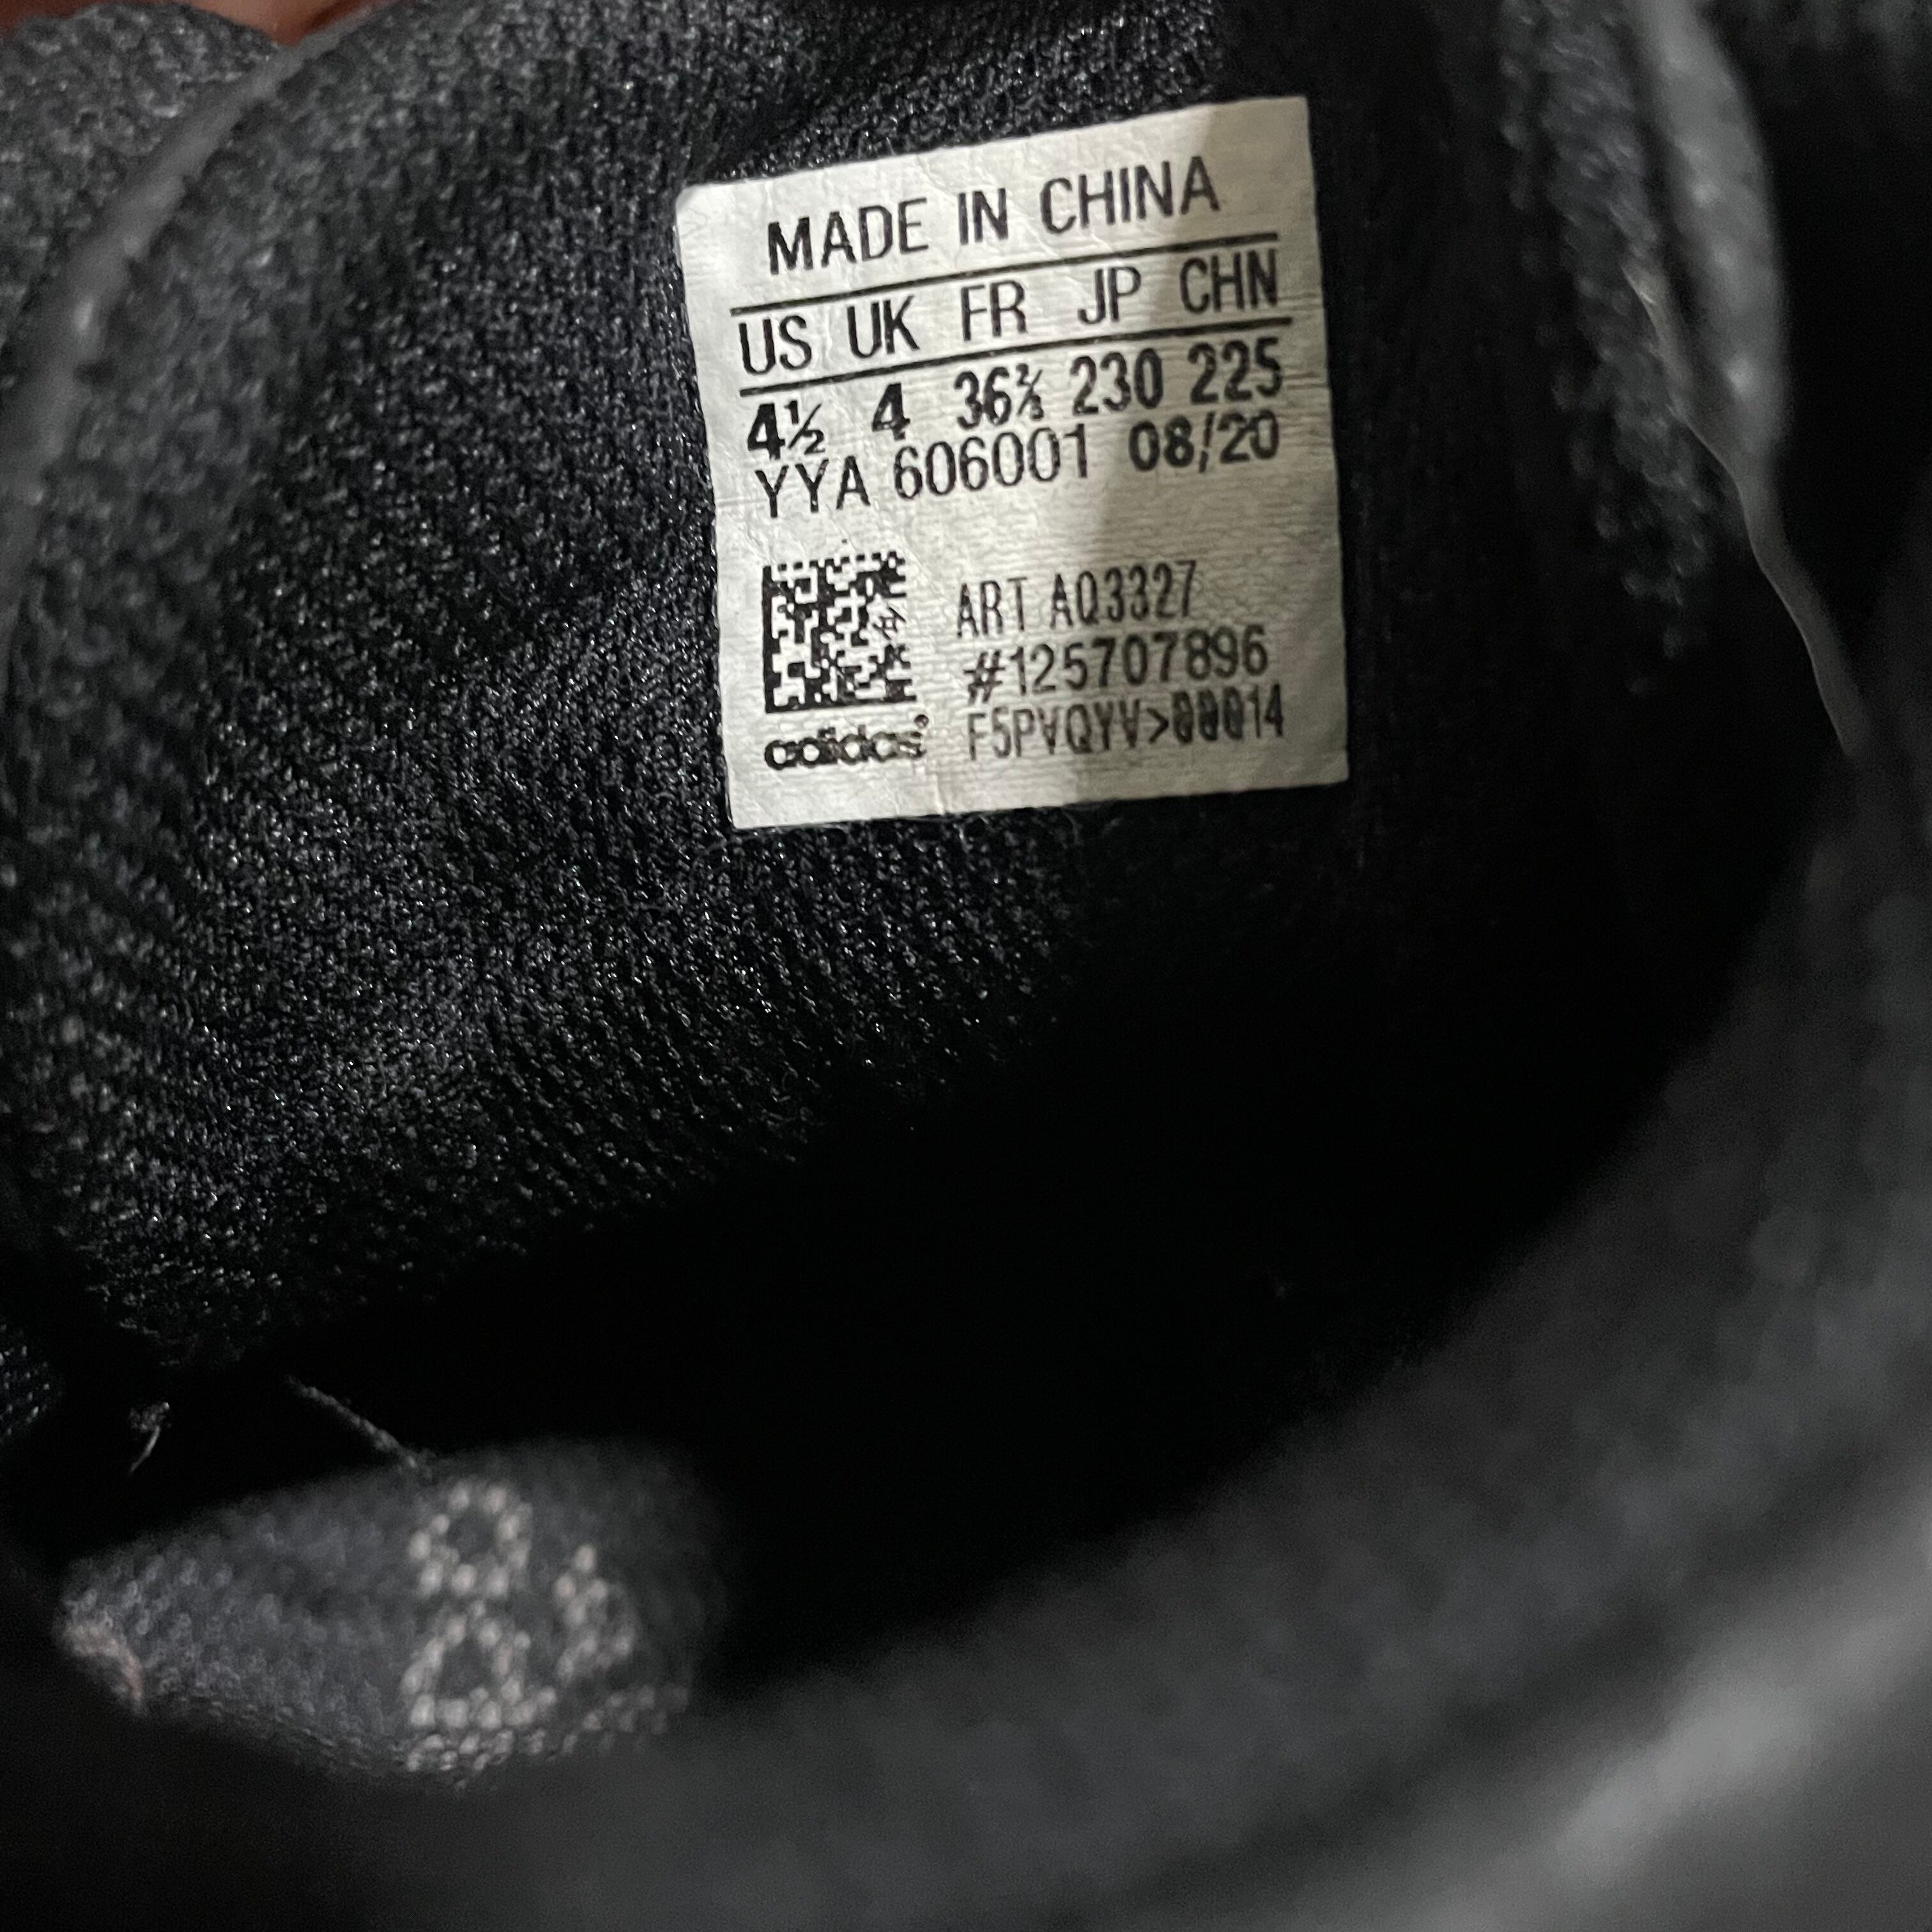 MADE IN CHINA
US UK FR JP CHN
4½ 4 36⅔ 230 225
YYA 606001 08/20
ART AQ3327
#125707896
adidas F5PVQYV>00014